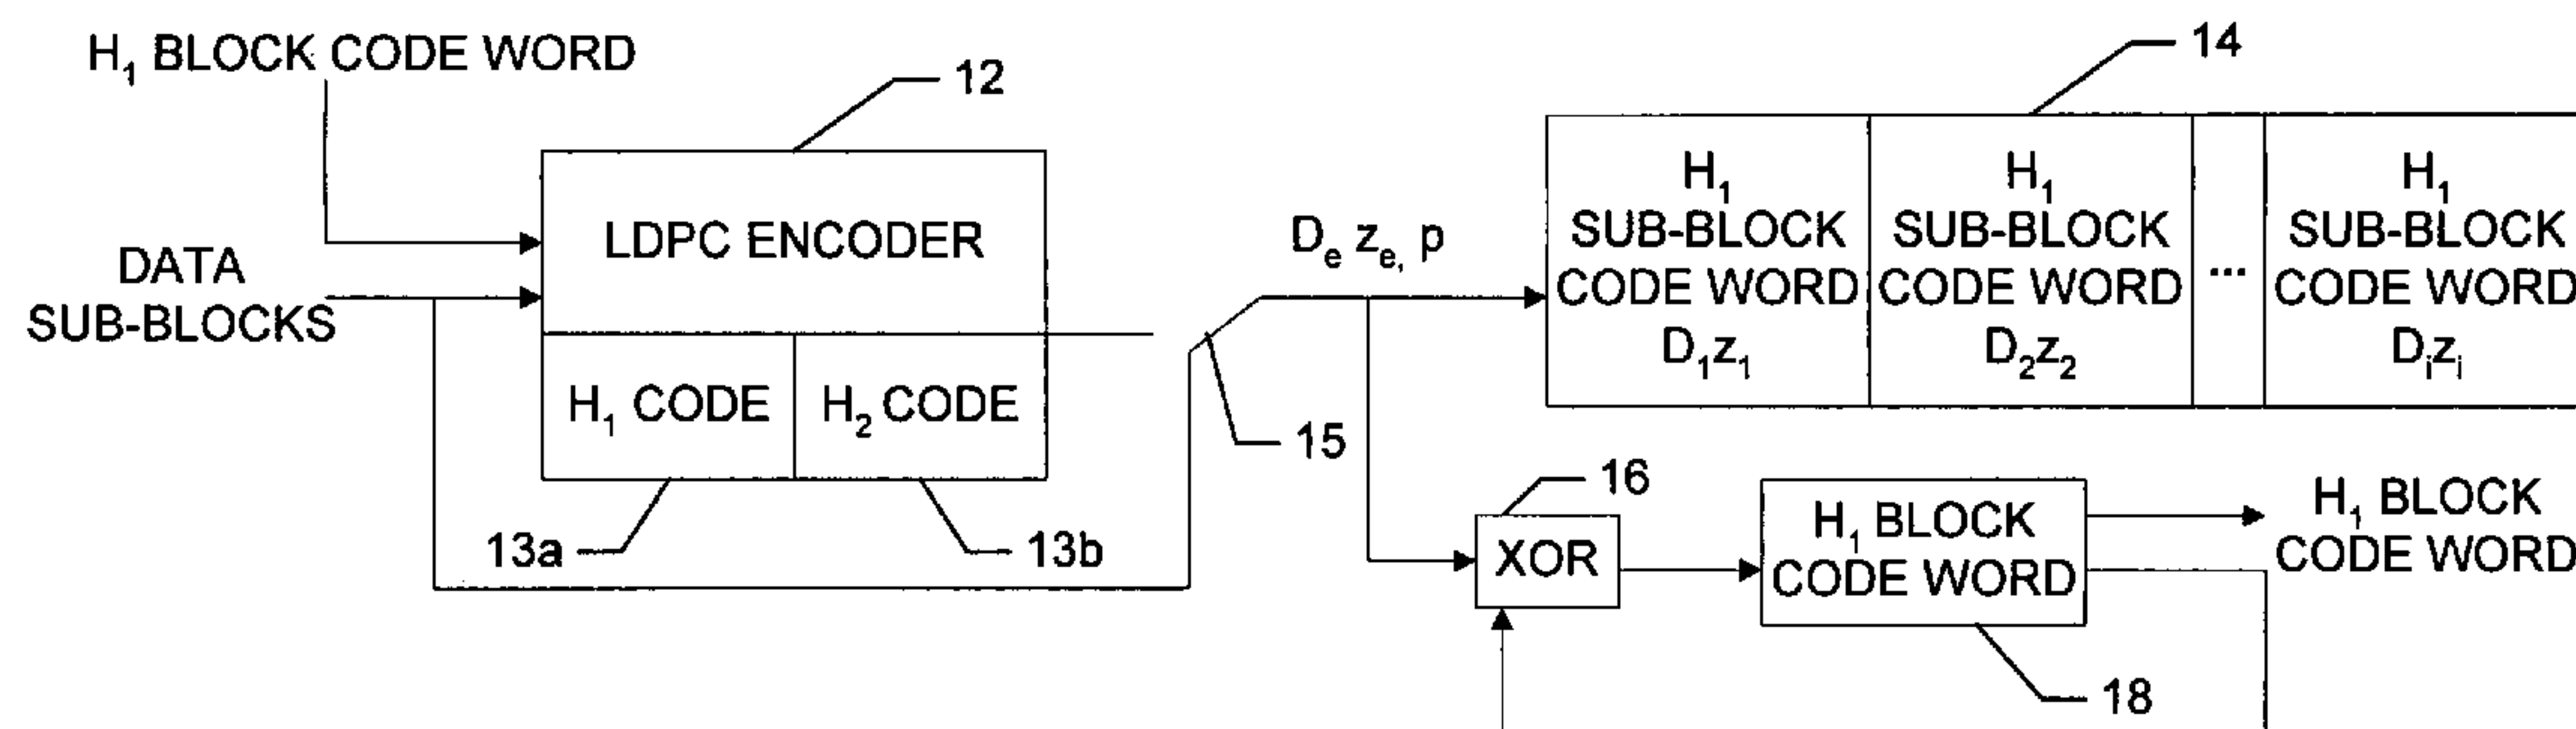 H₁ BLOCK CODE WORD
12
14
DATA
SUB-BLOCKS
LDPC ENCODER
H₁ CODE
H₂ CODE
13a
13b
15
Dₑ zₑ, p
H₁
SUB-BLOCK
CODE WORD
D₁z₁
H₁
SUB-BLOCK
CODE WORD
D₂z₂
...
H₁
SUB-BLOCK
CODE WORD
Dᵢzᵢ
16
XOR
H₁ BLOCK
CODE WORD
18
H₁ BLOCK
CODE WORD